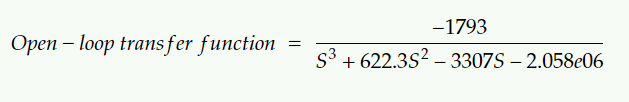 Open − loop transfer function = −1793 / (S³ + 622.3S² − 3307S − 2.058e06)